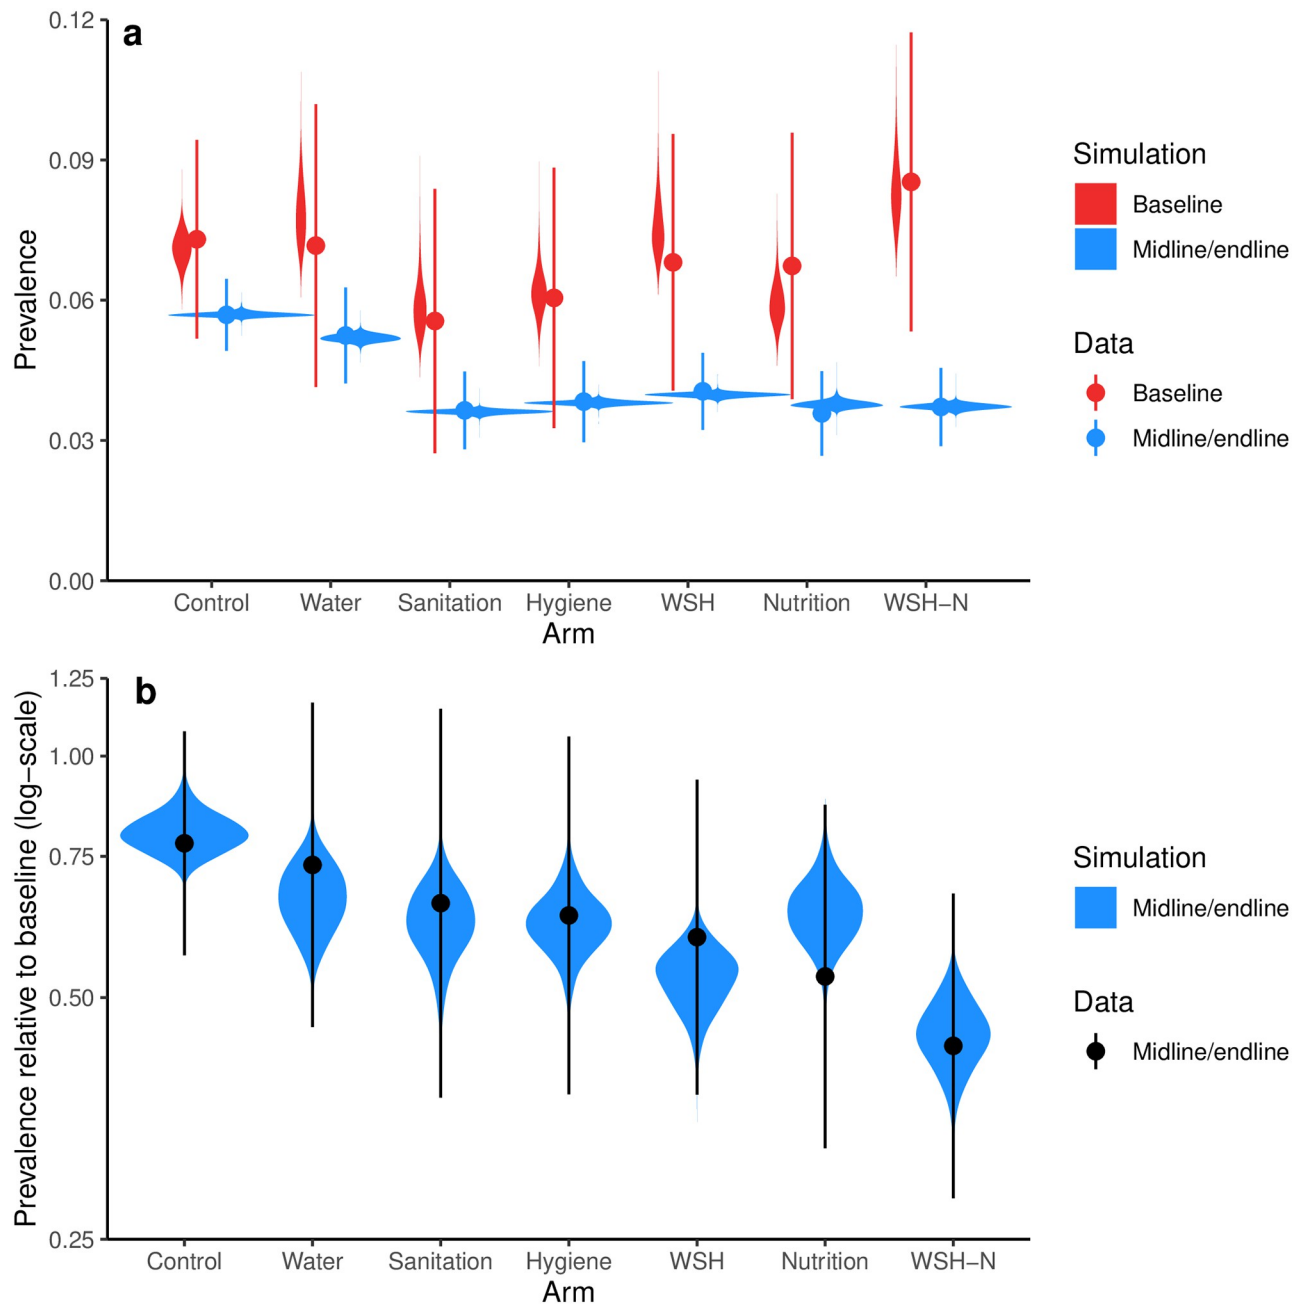 a
0.12
0.09
0.06
0.03
0.00
Prevalence
Control Water Sanitation Hygiene WSH Nutrition WSH−N
Arm
Simulation
Baseline
Midline/endline
Data
Baseline
Midline/endline
b
1.25
1.00
0.75
0.50
0.25
Prevalence relative to baseline (log−scale)
Control Water Sanitation Hygiene WSH Nutrition WSH−N
Arm
Simulation
Midline/endline
Data
Midline/endline